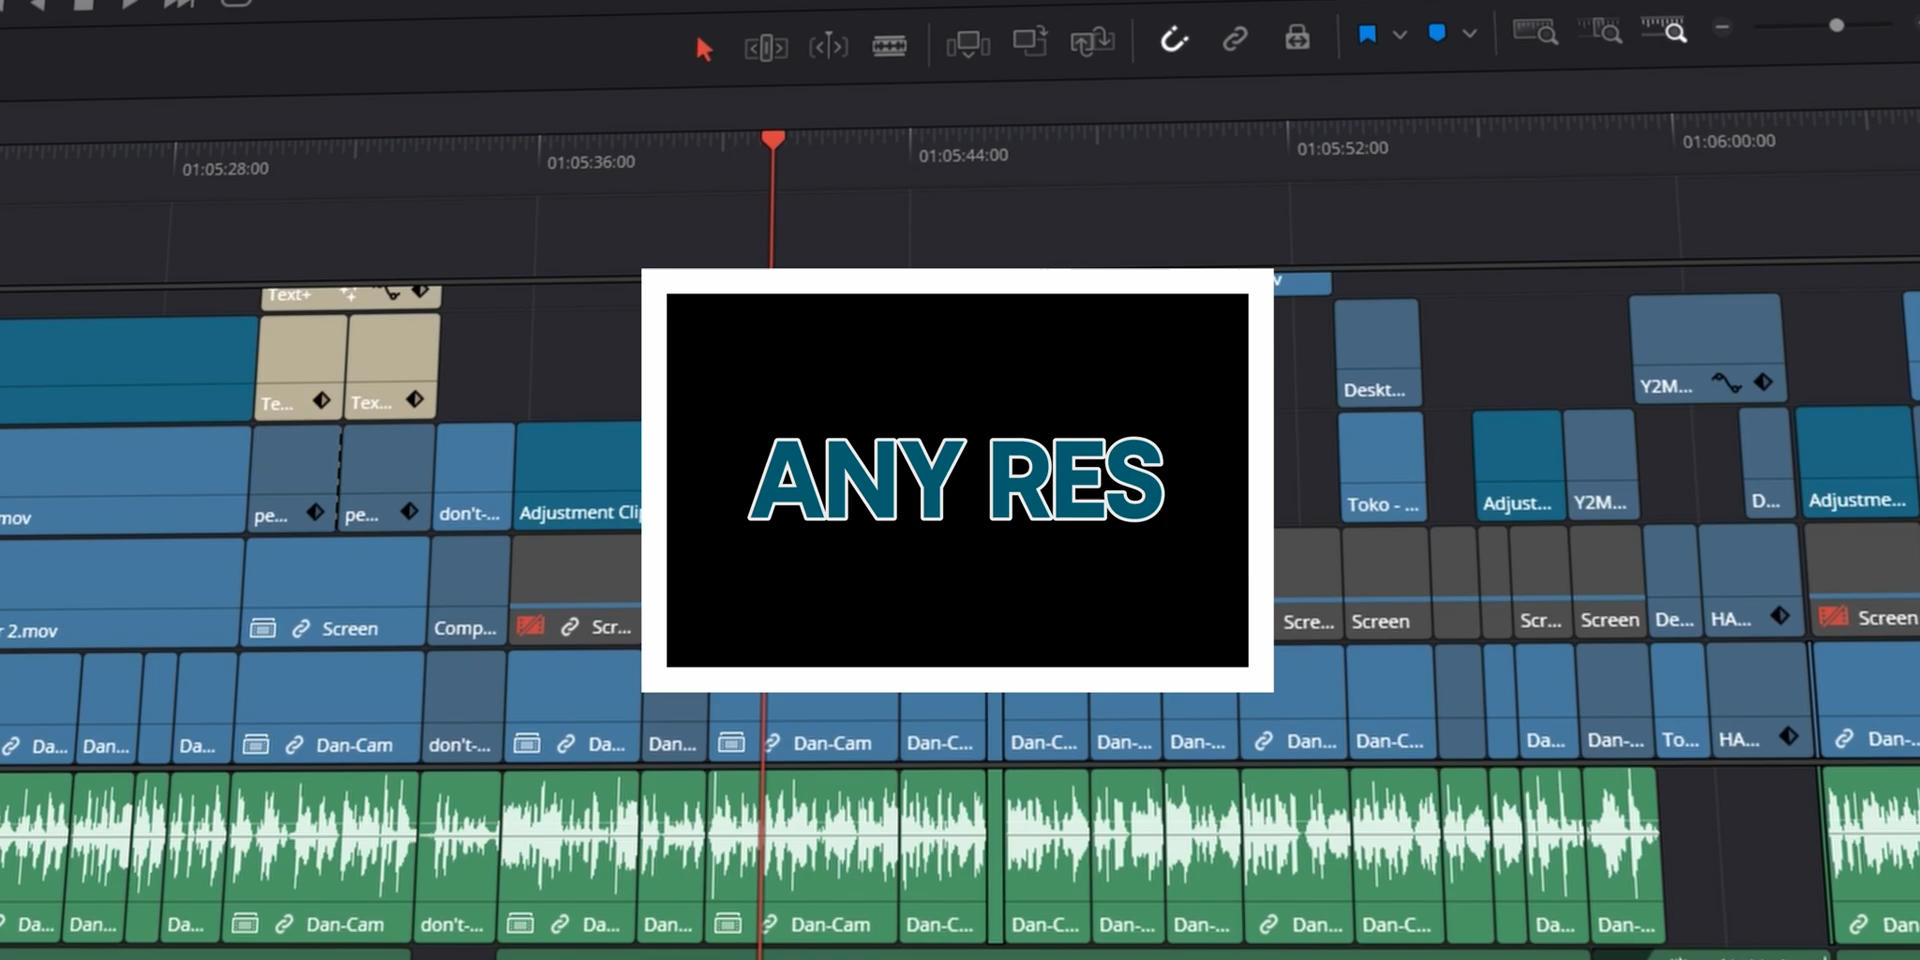 01:05:28:00
01:05:36:00
01:05:44:00
01:05:52:00
01:06:00:00
Text+
v
Te...
Tex...
Deskt...
Y2M...
mov
pe...
pe...
don't-...
Adjustment Cli
ANY RES
Toko - ...
Adjust...
Y2M...
D...
Adjustme...
r 2.mov
Screen
Comp...
Scr...
Scre...
Screen
Scr...
Screen
De...
HA...
Screen
Da...
Dan...
Da...
Dan-Cam
don't-...
Da...
Dan...
Dan-Cam
Dan-C...
Dan-C...
Dan-...
Dan-...
Dan...
Dan-C...
Da...
Dan-...
To...
HA...
Dan-...
Da...
Dan...
Da...
Dan-Cam
don't-...
Da...
Dan...
Dan-Cam
Dan-C...
Dan-C...
Dan-...
Dan-...
Dan...
Dan-C...
Da...
Dan-...
Dan